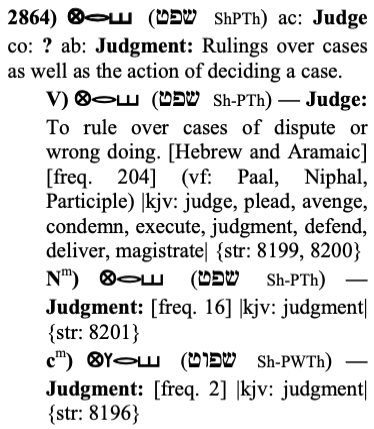 2864) (שפט ShPTh) ac: Judge
co: ? ab: Judgment: Rulings over cases
as well as the action of deciding a case.
V) (שפט Sh-PTh) — Judge:
To rule over cases of dispute or
wrong doing. [Hebrew and Aramaic]
[freq. 204] (vf: Paal, Niphal,
Participle) |kjv: judge, plead, avenge,
condemn, execute, judgment, defend,
deliver, magistrate| {str: 8199, 8200}
Nᵐ) (שפט Sh-PTh) —
Judgment: [freq. 16] |kjv: judgment|
{str: 8201}
cᵐ) (שפוט Sh-PWTh) —
Judgment: [freq. 2] |kjv: judgment|
{str: 8196}